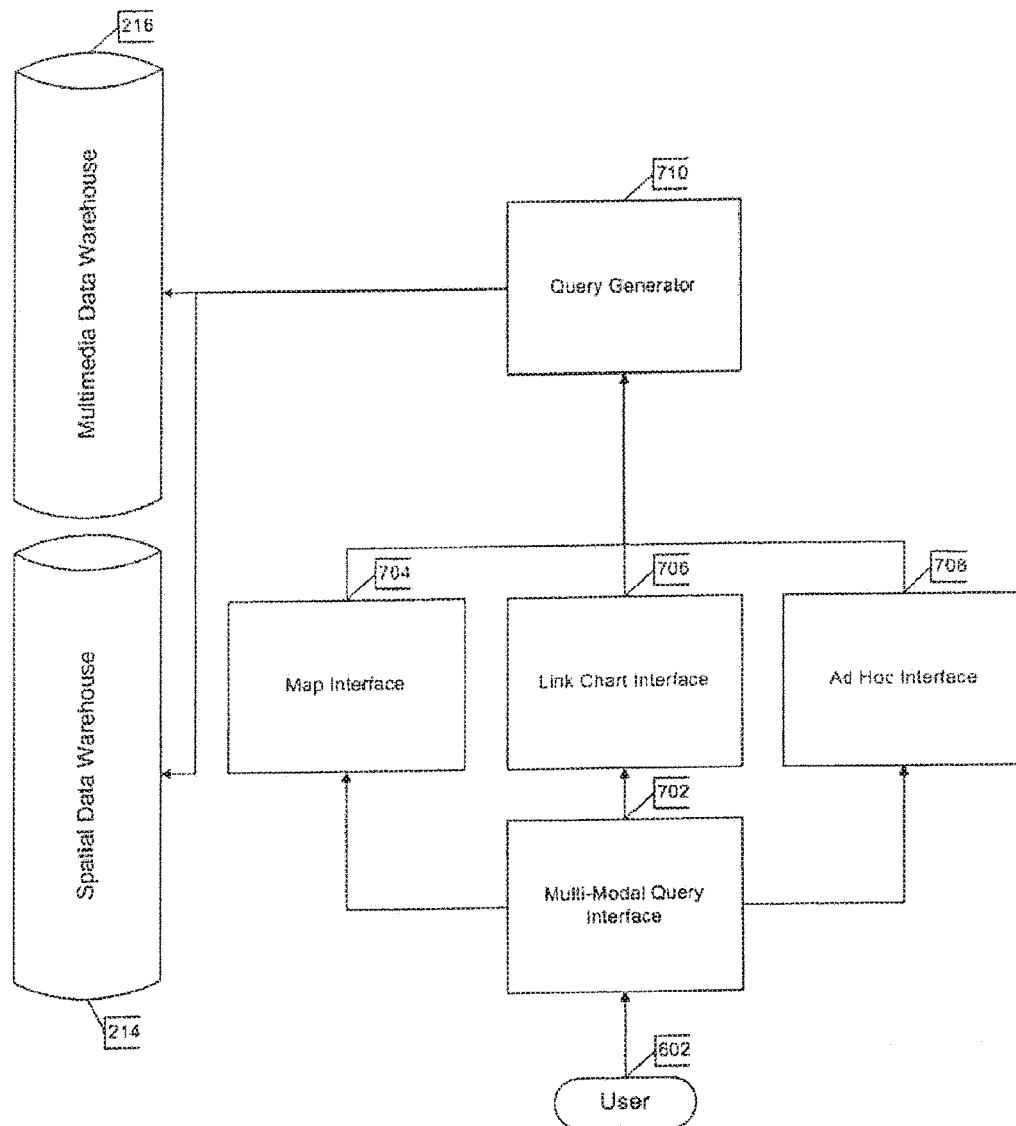 216
Multimedia Data Warehouse
710
Query Generator
704
706
708
Map Interface
Link Chart Interface
Ad Hoc Interface
Spatial Data Warehouse
702
Multi-Modal Query
Interface
214
602
User